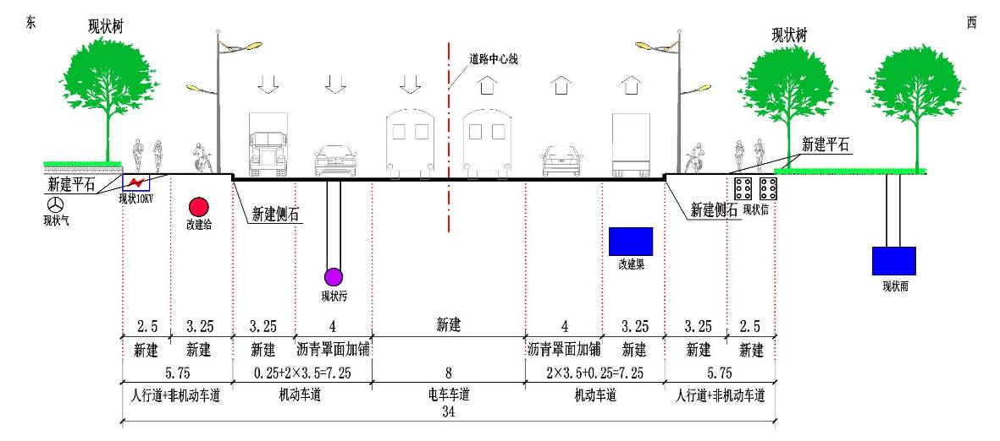 东
现状树
道路中心线
现状树
西
新建平石
新建平石
现状10KV
现状气
改建给
新建侧石
新建侧石
现状信
改建渠
现状污
现状雨
2.5 3.25 3.25 4 新建 4 3.25 3.25 2.5
新建 新建 新建 沥青罩面加铺 沥青罩面加铺 新建 新建 新建
5.75 0.25+2×3.5=7.25 8 2×3.5+0.25=7.25 5.75
人行道+非机动车道 机动车道 电车车道 机动车道 人行道+非机动车道
34